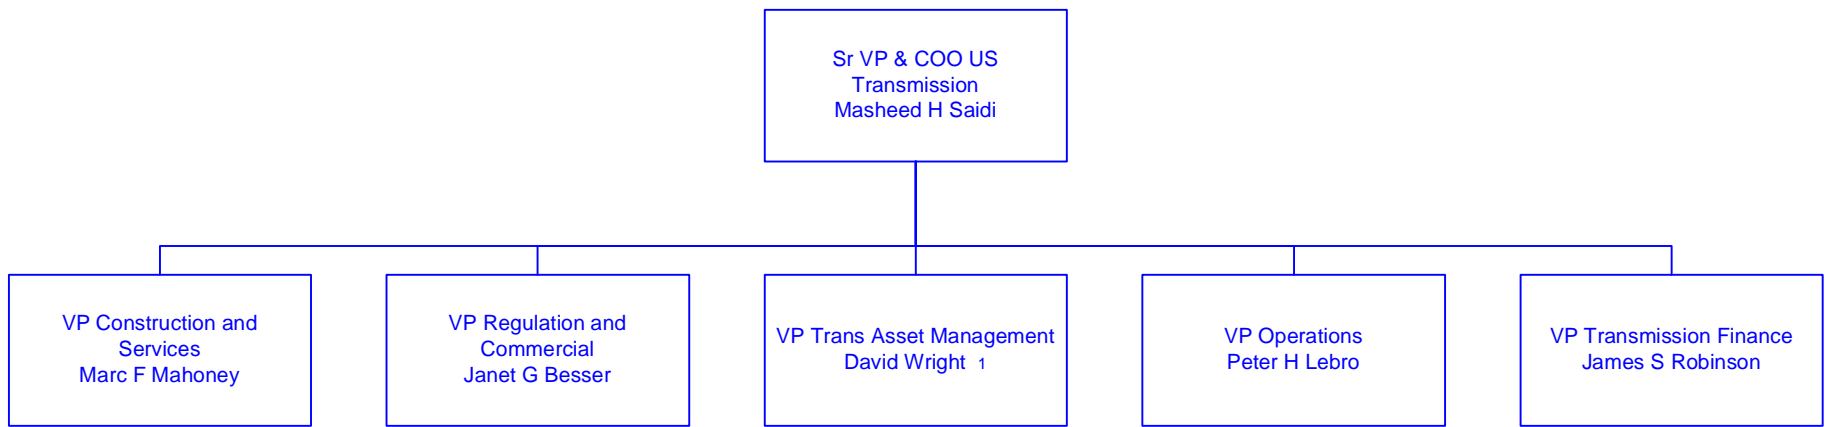 Sr VP & COO US
Transmission
Masheed H Saidi
VP Construction and
Services
Marc F Mahoney
VP Regulation and
Commercial
Janet G Besser
VP Trans Asset Management
David Wright 1
VP Operations
Peter H Lebro
VP Transmission Finance
James S Robinson